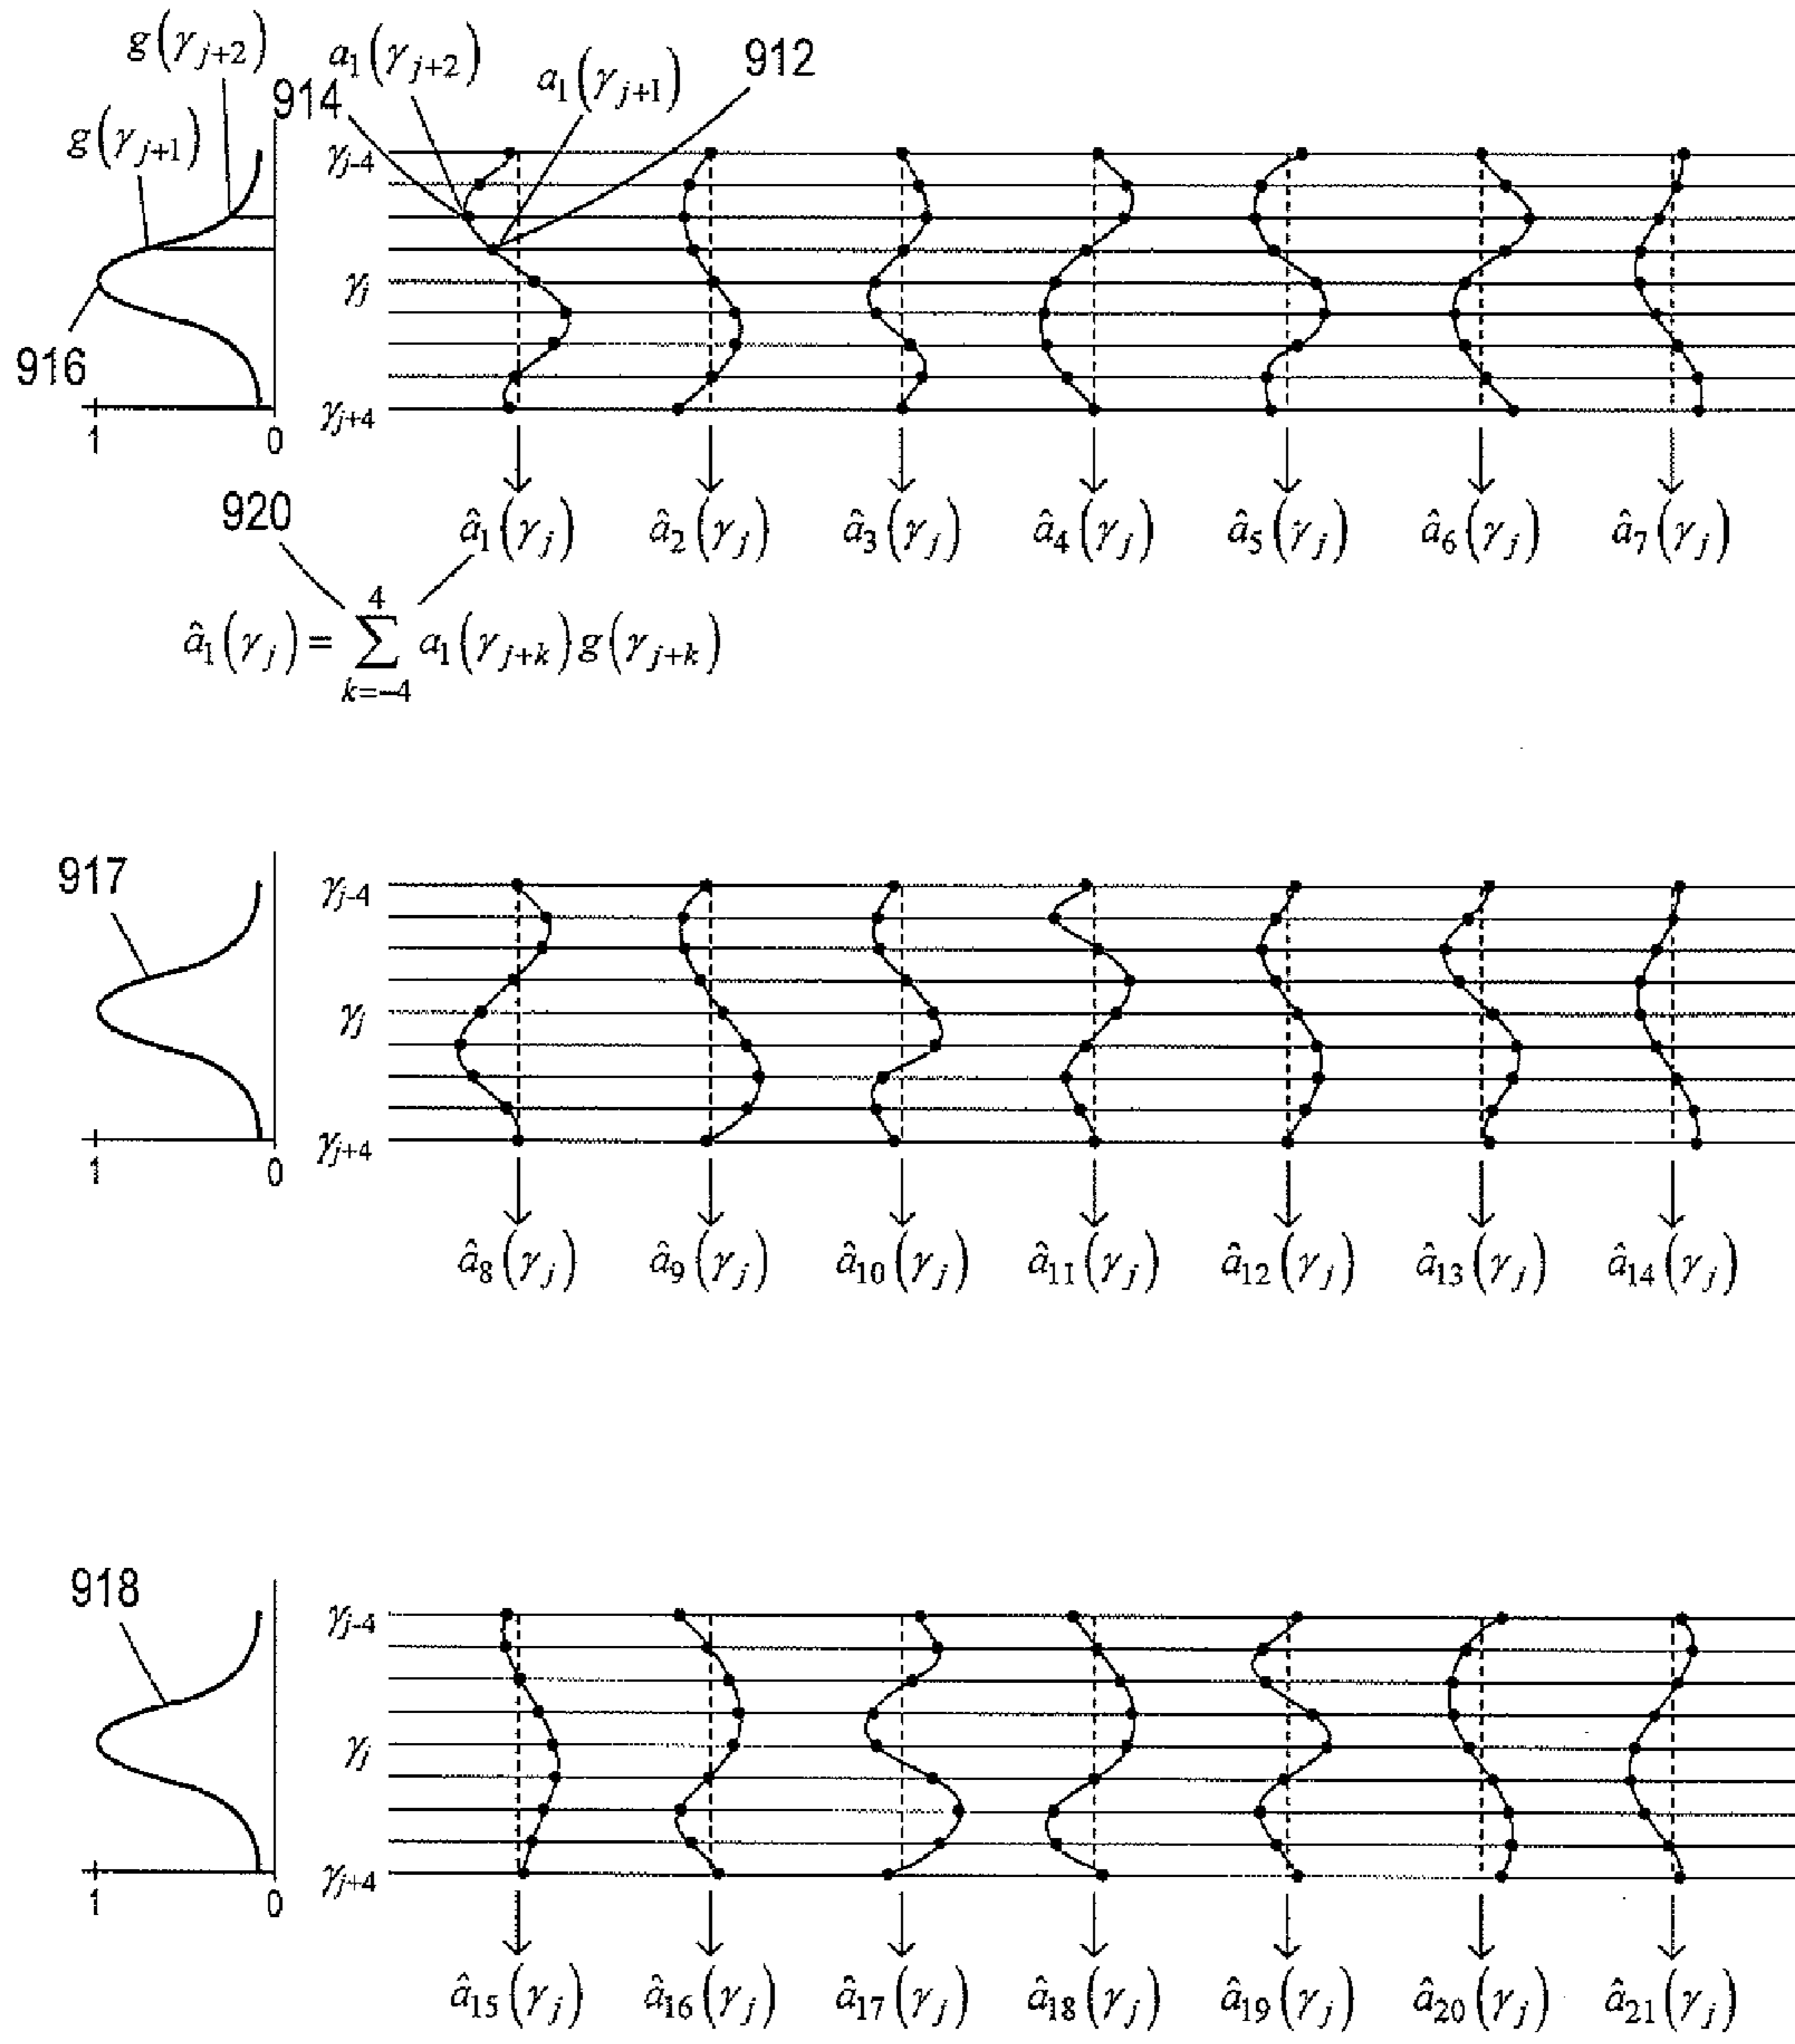 g(γj+2)
a1(γj+2)
912
914
a1(γj+1)
g(γj+1)
γj-4
γj
916
γj+4
1 0
920
â1(γj) â2(γj) â3(γj) â4(γj) â5(γj) â6(γj) â7(γj)
â1(γj) = ∑ k=-4 4 a1(γj+k)g(γj+k)
917
γj-4
γj
γj+4
1 0
â8(γj) â9(γj) â10(γj) â11(γj) â12(γj) â13(γj) â14(γj)
918
γj-4
γj
γj+4
1 0
â15(γj) â16(γj) â17(γj) â18(γj) â19(γj) â20(γj) â21(γj)